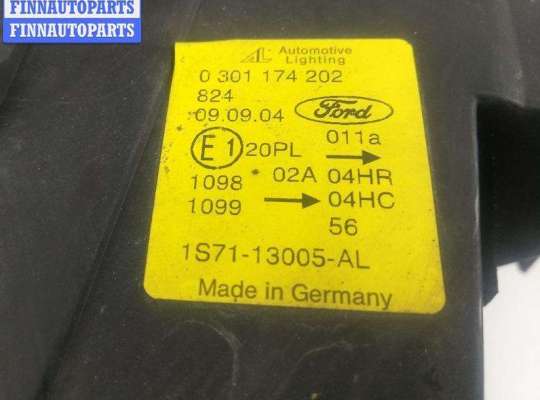 FINNAUTOPARTS
FINNAUTOPARTS
AL Automotive
Lighting
0 301 174 202
824
09.09.04 Ford
E1 20PL 011a →
1098 02A 04HR
1099 → 04HC
56
1S71-13005-AL
Made in Germany